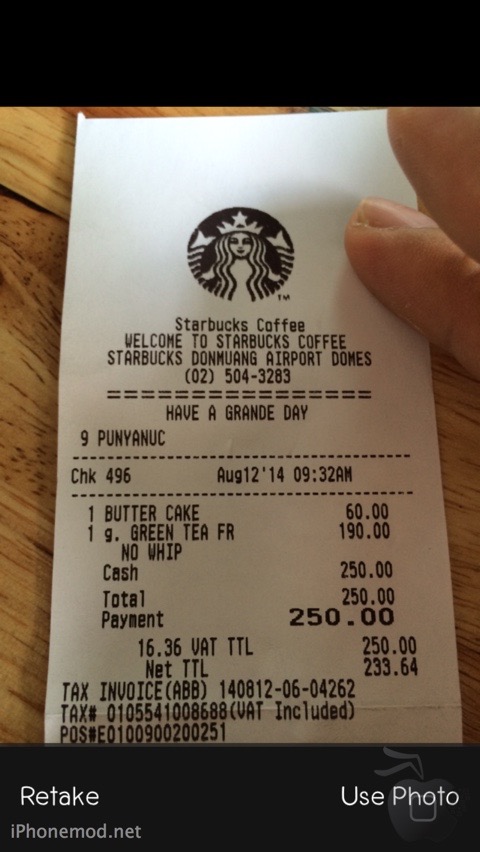 TM
Starbucks Coffee
WELCOME TO STARBUCKS COFFEE
STARBUCKS DONMUANG AIRPORT DOMES
(02) 504-3283
================================
HAVE A GRANDE DAY
9 PUNYANUC
Chk 496 Aug12'14 09:32AM
1 BUTTER CAKE 60.00
1 g. GREEN TEA FR 190.00
NO WHIP
Cash 250.00
Total 250.00
Payment 250.00
16.36 VAT TTL 250.00
Net TTL 233.64
TAX INVOICE(ABB) 140812-06-04262
TAX# 0105541008688(VAT Included)
POS#E0100900200251
Retake Use Photo
iPhonemod.net